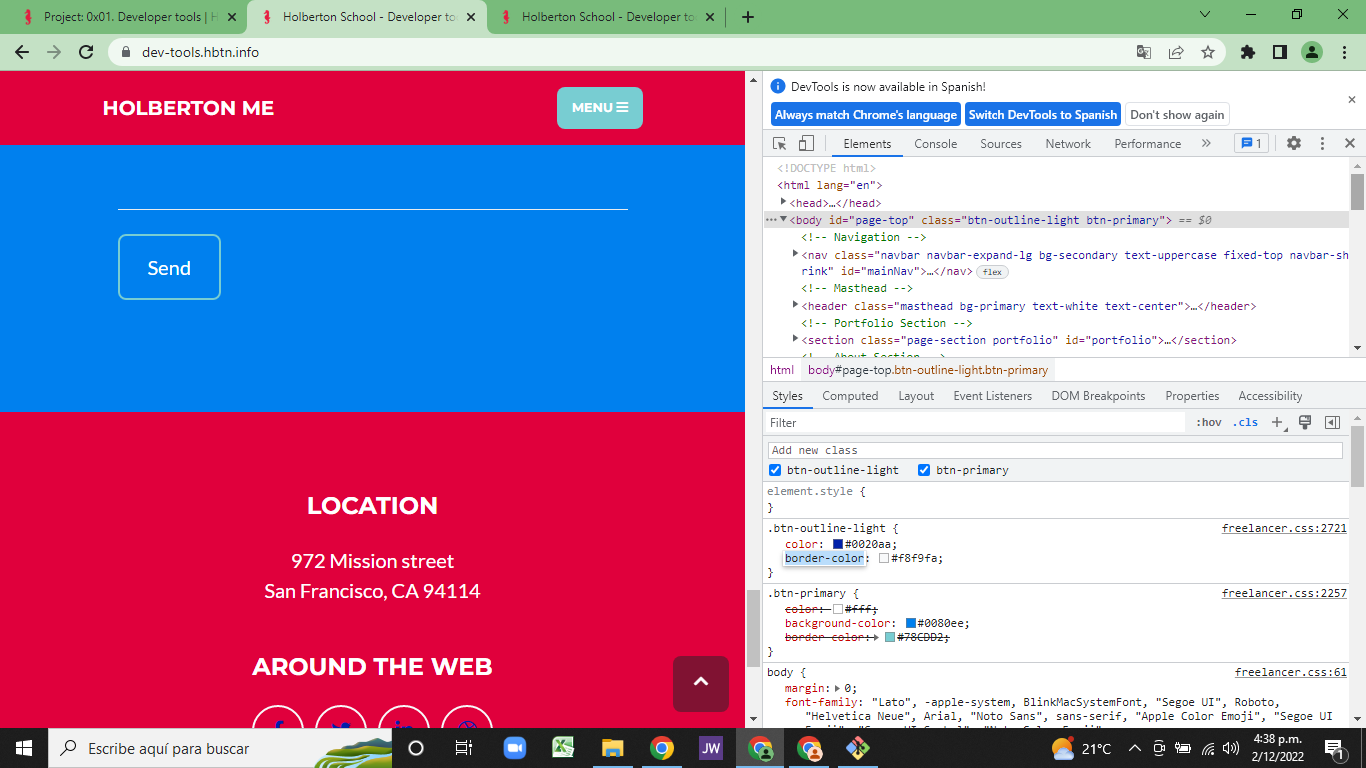 Project: 0x01. Developer tools | H
Holberton School - Developer to
Holberton School - Developer to
dev-tools.hbtn.info
HOLBERTON ME
MENU
Send
LOCATION
972 Mission street
San Francisco, CA 94114
AROUND THE WEB
DevTools is now available in Spanish!
Always match Chrome's language
Switch DevTools to Spanish
Don't show again
Elements
Console
Sources
Network
Performance
1
<!DOCTYPE html>
<html lang="en">
<head>…</head>
<body id="page-top" class="btn-outline-light btn-primary"> == $0
<!-- Navigation -->
<nav class="navbar navbar-expand-lg bg-secondary text-uppercase fixed-top navbar-sh
rink" id="mainNav">…</nav> flex
<!-- Masthead -->
<header class="masthead bg-primary text-white text-center">…</header>
<!-- Portfolio Section -->
<section class="page-section portfolio" id="portfolio">…</section>
<!-- About Section -->
html body#page-top.btn-outline-light.btn-primary
Styles
Computed
Layout
Event Listeners
DOM Breakpoints
Properties
Accessibility
Filter
:hov .cls
Add new class
btn-outline-light btn-primary
element.style {
}
.btn-outline-light { freelancer.css:2721
color: #0020aa;
border-color: #f8f9fa;
}
.btn-primary { freelancer.css:2257
color: #fff;
background-color: #0080ee;
border-color: #78CDD2;
}
body { freelancer.css:61
margin: 0;
font-family: "Lato", -apple-system, BlinkMacSystemFont, "Segoe UI", Roboto,
"Helvetica Neue", Arial, "Noto Sans", sans-serif, "Apple Color Emoji", "Segoe UI
Escribe aquí para buscar
JW
21°C
4:38 p.m.
2/12/2022
1